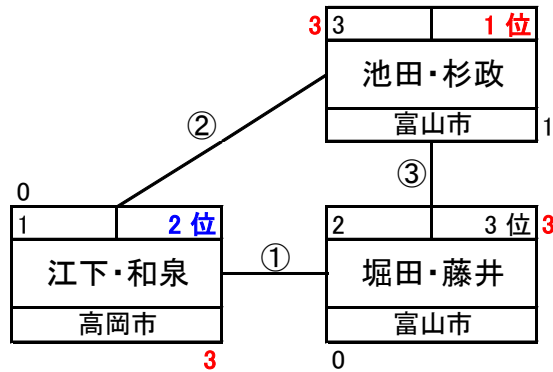 3 3 1 位
池田・杉政
富山市 1
②
③
0
1 2 位
江下・和泉
高岡市
3
①
2 3 位 3
堀田・藤井
富山市
0